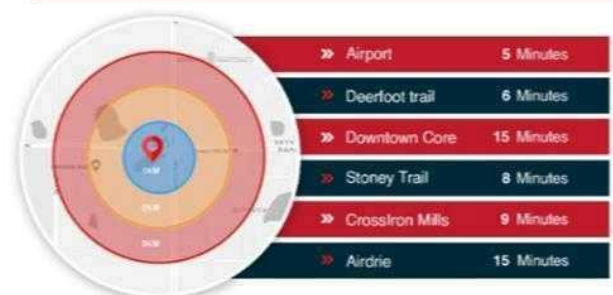 » Airport 5 Minutes
» Deerfoot trail 6 Minutes
» Downtown Core 15 Minutes
» Stoney Trail 8 Minutes
» CrossIron Mills 9 Minutes
» Airdrie 15 Minutes